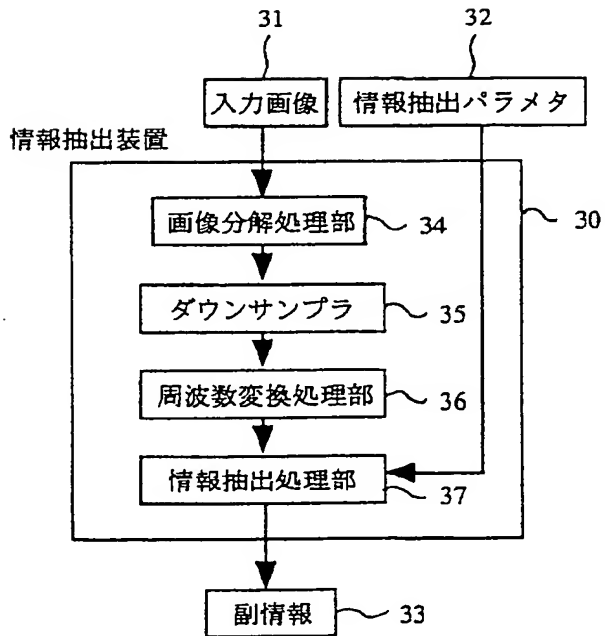 31
32
入力画像
情報抽出パラメタ
情報抽出装置
画像分解処理部
34
30
ダウンサンプラ
35
周波数変換処理部
36
情報抽出処理部
37
副情報
33